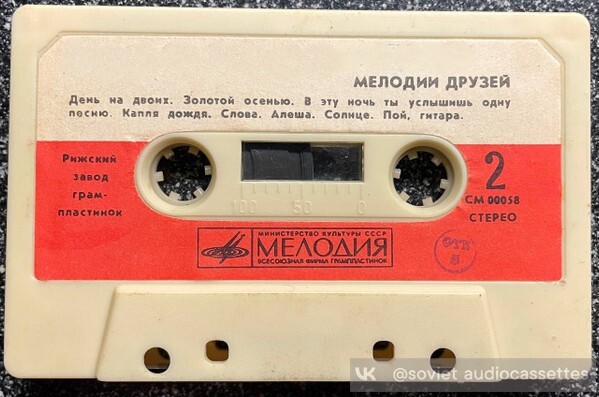 МЕЛОДИИ ДРУЗЕЙ
День на двоих. Золотой осенью. В эту ночь ты услышишь одну
песню. Капля дождя. Слова. Алеша. Солнце. Пой, гитара.
Рижский
завод
грам-
пластинок
2
СМ 00058
СТЕРЕО
100 50 0
МИНИСТЕРСТВО КУЛЬТУРЫ СССР
МЕЛОДИЯ
ВСЕСОЮЗНАЯ ФИРМА ГРАМПЛАСТИНОК
ОТК
@soviet_audiocassettes